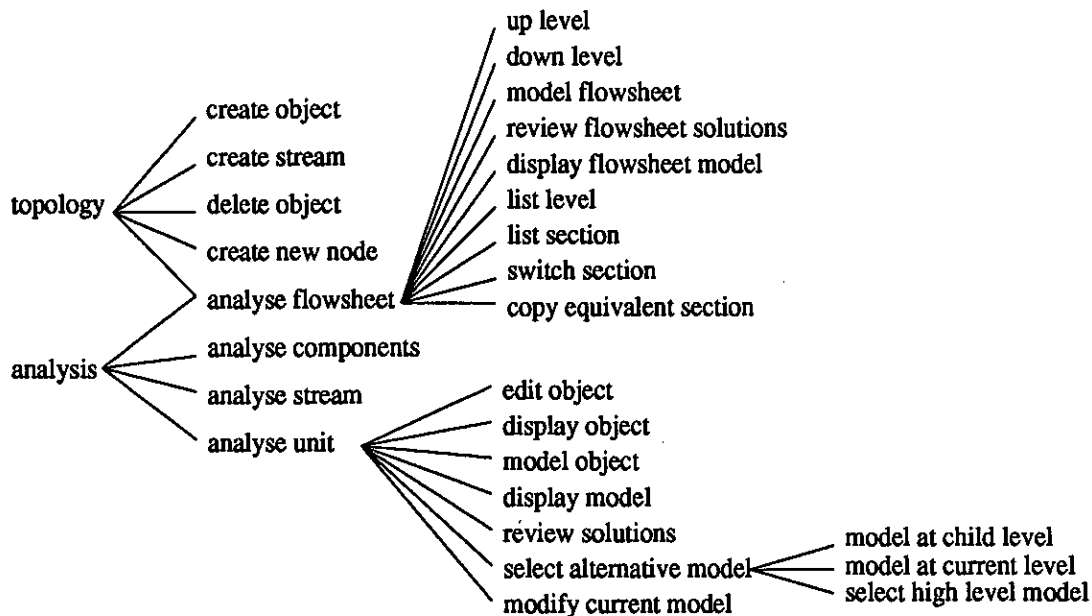 up level
down level
model flowsheet
review flowsheet solutions
display flowsheet model
list level
list section
switch section
copy equivalent section
create object
create stream
delete object
create new node
analyse flowsheet
topology
analysis
analyse components
analyse stream
analyse unit
edit object
display object
model object
display model
review solutions
select alternative model
modify current model
model at child level
model at current level
select high level model